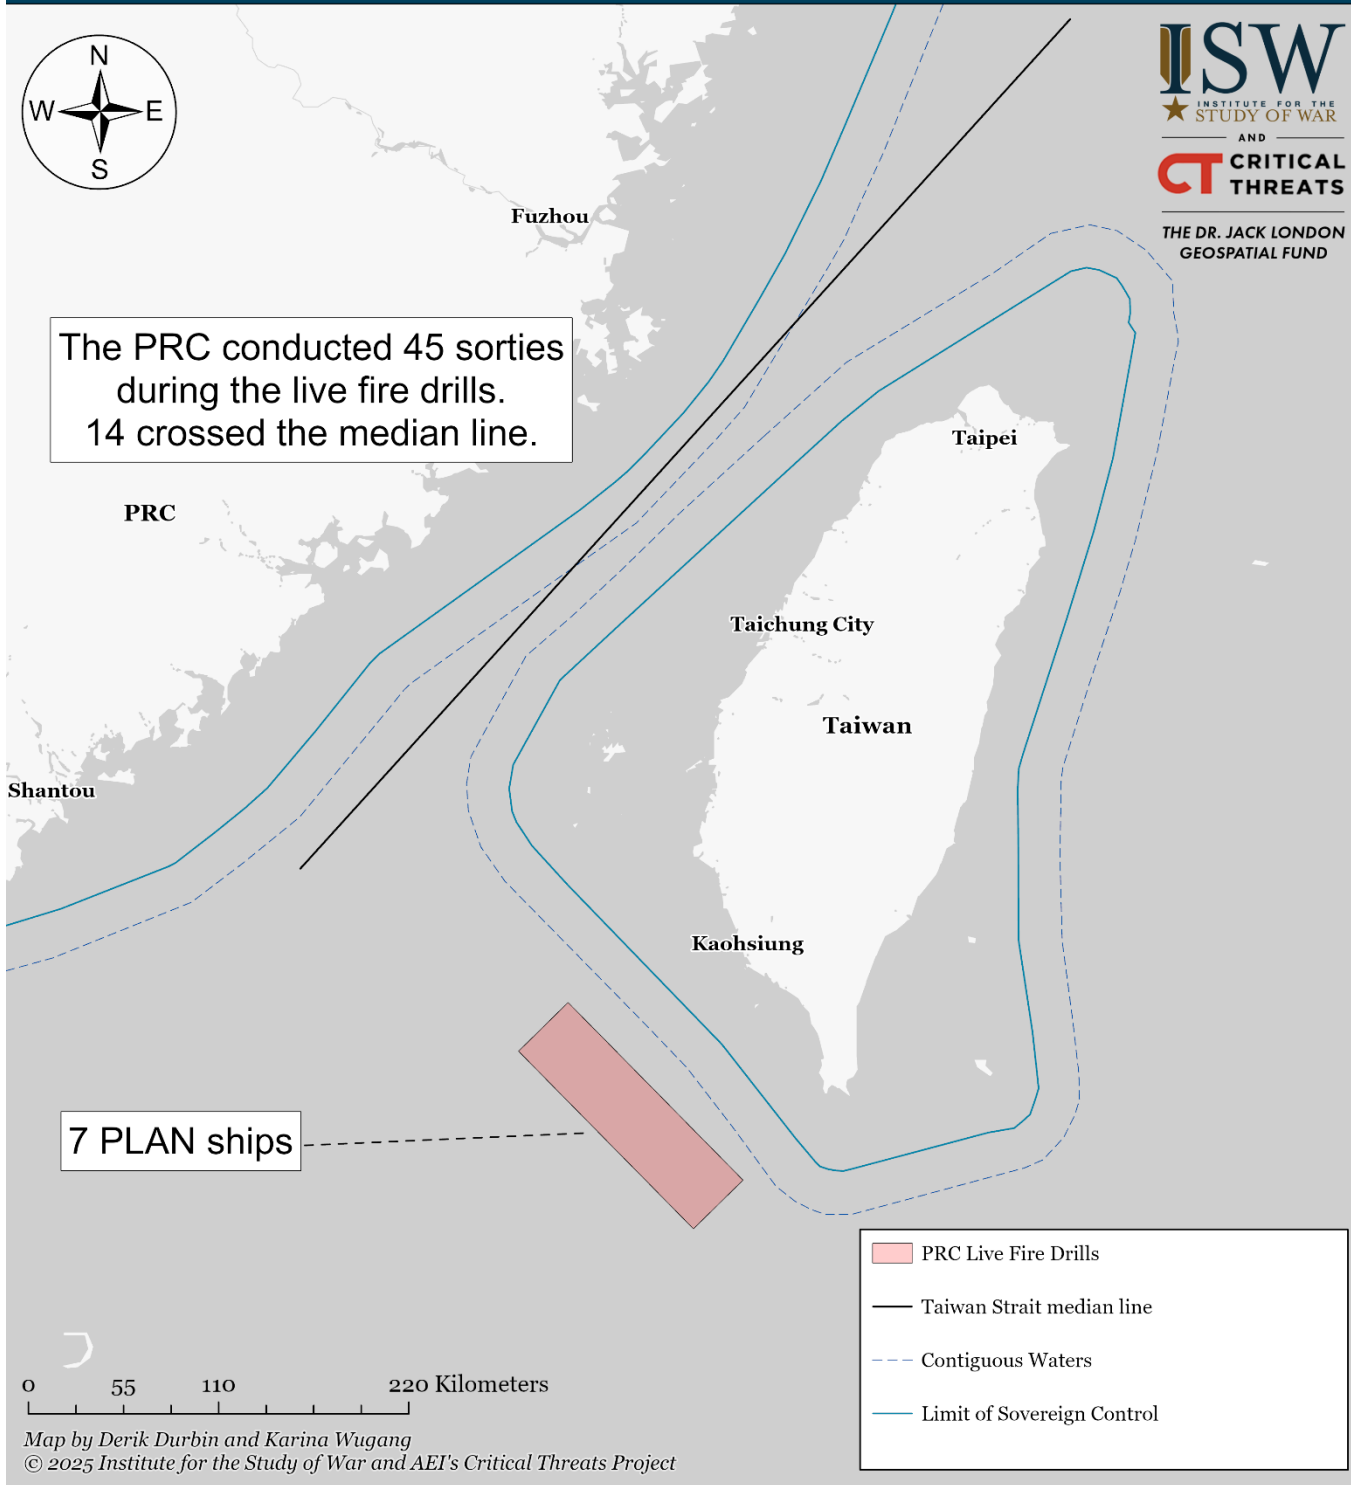 N
W E
S
ISW
INSTITUTE FOR THE
STUDY OF WAR
AND
CT CRITICAL
THREATS
THE DR. JACK LONDON
GEOSPATIAL FUND
Fuzhou
The PRC conducted 45 sorties
during the live fire drills.
14 crossed the median line.
Taipei
PRC
Taichung City
Taiwan
Shantou
Kaohsiung
7 PLAN ships
PRC Live Fire Drills
Taiwan Strait median line
Contiguous Waters
Limit of Sovereign Control
0 55 110 220 Kilometers
Map by Derik Durbin and Karina Wugang
© 2025 Institute for the Study of War and AEI's Critical Threats Project